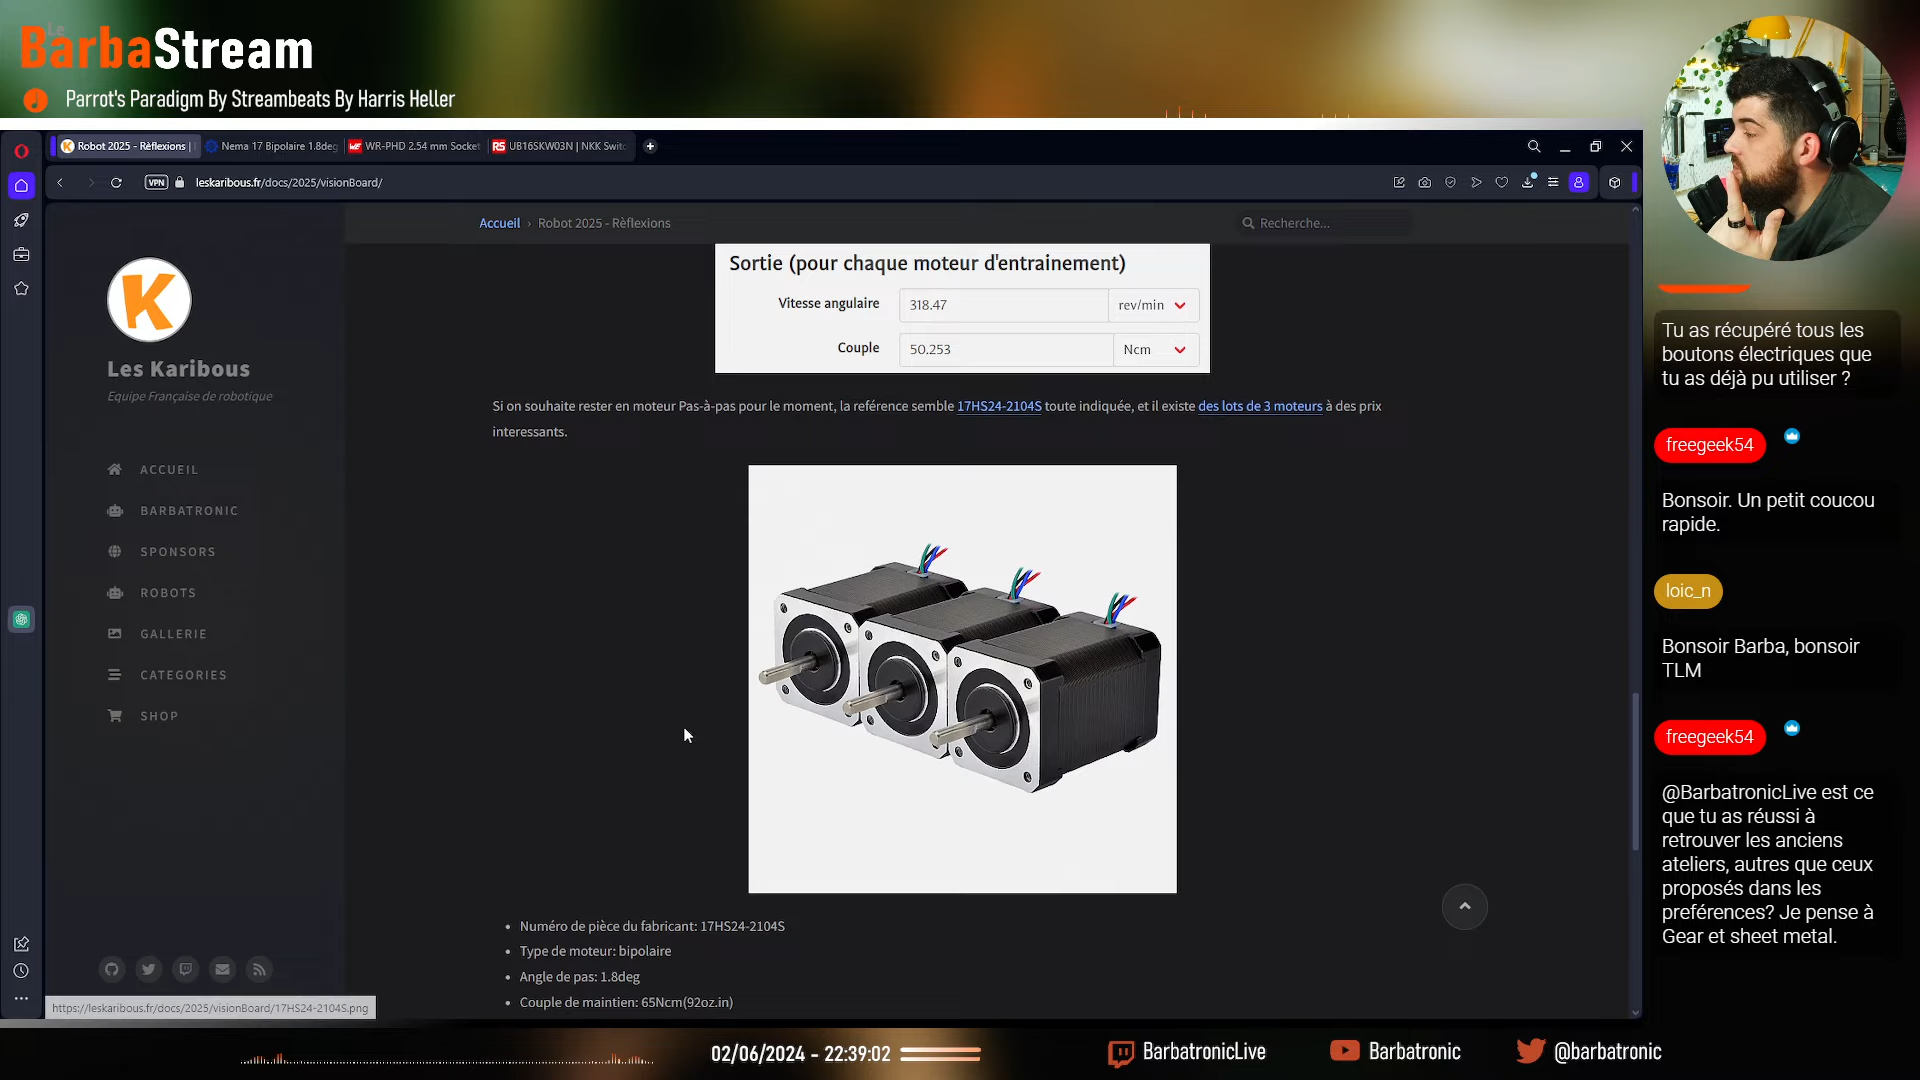 Le
BarbaStream
Parrot's Paradigm By Streambeats By Harris Heller
Robot 2025 - Rèflexions |
Nema 17 Bipolaire 1.8deg
WR-PHD 2.54 mm Socket
RS UB16SKW03N | NKK Switc
VPN leskaribous.fr/docs/2025/visionBoard/
Accueil › Robot 2025 - Rèflexions
Recherche...
K
Les Karibous
Equipe Française de robotique
ACCUEIL
BARBATRONIC
SPONSORS
ROBOTS
GALLERIE
CATEGORIES
SHOP
Sortie (pour chaque moteur d'entrainement)
Vitesse angulaire 318.47 rev/min
Couple 50.253 Ncm
Si on souhaite rester en moteur Pas-à-pas pour le moment, la reférence semble 17HS24-2104S toute indiquée, et il existe des lots de 3 moteurs à des prix
interessants.
• Numéro de pièce du fabricant: 17HS24-2104S
• Type de moteur: bipolaire
• Angle de pas: 1.8deg
• Couple de maintien: 65Ncm(92oz.in)
https://leskaribous.fr/docs/2025/visionBoard/17HS24-2104S.png
Tu as récupéré tous les
boutons électriques que
tu as déjà pu utiliser ?
freegeek54
Bonsoir. Un petit coucou
rapide.
loic_n
Bonsoir Barba, bonsoir
TLM
freegeek54
@BarbatronicLive est ce
que tu as réussi à
retrouver les anciens
ateliers, autres que ceux
proposés dans les
preférences? Je pense à
Gear et sheet metal.
02/06/2024 - 22:39:02
BarbatronicLive
Barbatronic
@barbatronic